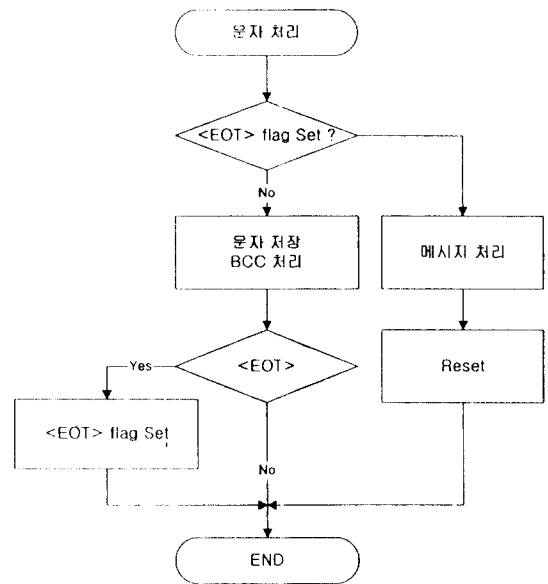 문자 처리
<EOT> flag Set ?
No
문자 저장
BCC 처리
메시지 처리
Yes
<EOT>
Reset
<EOT> flag Set
No
END